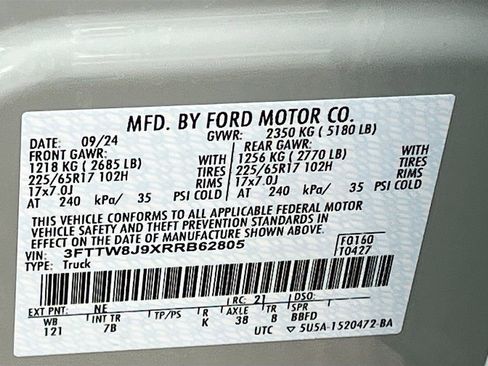 MFD. BY FORD MOTOR CO.
DATE: 09/24 GVWR: 2350 KG ( 5180 LB)
FRONT GAWR: REAR GAWR:
1218 KG ( 2685 LB) WITH 1256 KG ( 2770 LB) WITH
225/65R17 102H TIRES 225/65R17 102H TIRES
17x7.0J RIMS 17x7.0J RIMS
AT 240 kPa/ 35 PSI COLD AT 240 kPa/ 35 PSI COLD
THIS VEHICLE CONFORMS TO ALL APPLICABLE FEDERAL MOTOR
VEHICLE SAFETY AND THEFT PREVENTION STANDARDS IN
EFFECT ON THE DATE OF MANUFACTURE SHOWN ABOVE.
VIN: 3FTTW8J9XRRB62805 F0160
TYPE: Truck T0427
EXT PNT: NE RC: 21 DSO:
WB INT TR TP/PS R AXLE TR SPR
121 7B K 38 8 BBFD
UTC ▽ 5U5A-1520472-BA